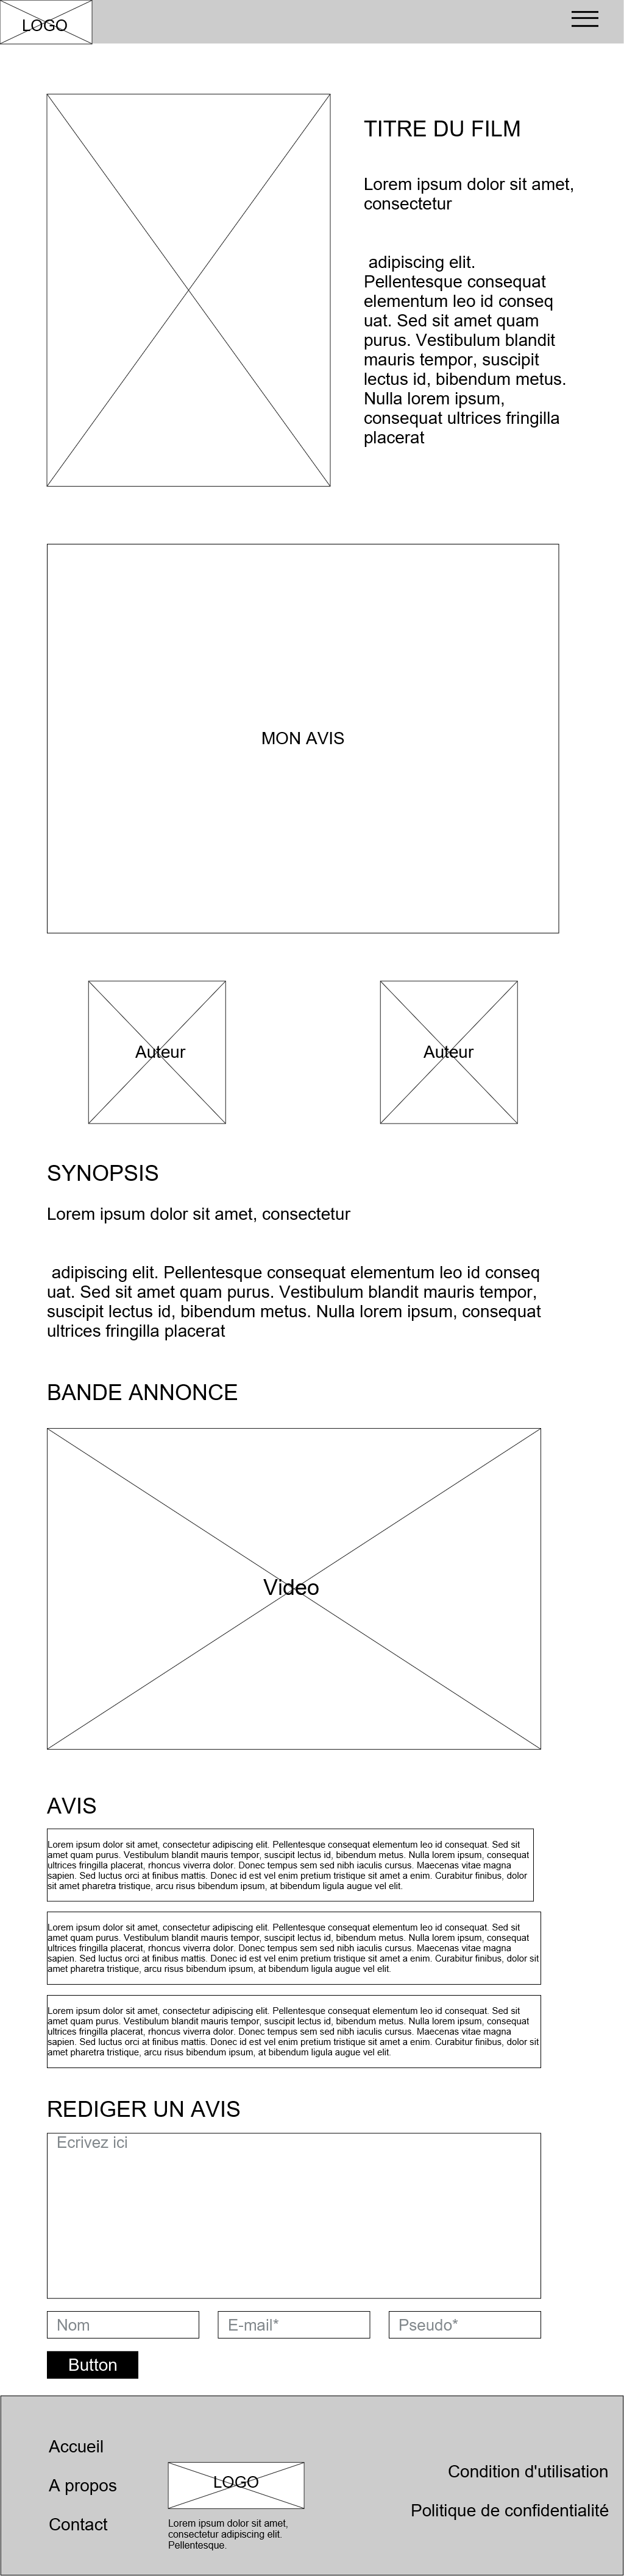 LOGO
TITRE DU FILM
Lorem ipsum dolor sit amet,
consectetur
adipiscing elit.
Pellentesque consequat
elementum leo id conseq
uat. Sed sit amet quam
purus. Vestibulum blandit
mauris tempor, suscipit
lectus id, bibendum metus.
Nulla lorem ipsum,
consequat ultrices fringilla
placerat
MON AVIS
Auteur
Auteur
SYNOPSIS
Lorem ipsum dolor sit amet, consectetur
adipiscing elit. Pellentesque consequat elementum leo id conseq
uat. Sed sit amet quam purus. Vestibulum blandit mauris tempor,
suscipit lectus id, bibendum metus. Nulla lorem ipsum, consequat
ultrices fringilla placerat
BANDE ANNONCE
Video
AVIS
Lorem ipsum dolor sit amet, consectetur adipiscing elit. Pellentesque consequat elementum leo id consequat. Sed sit
amet quam purus. Vestibulum blandit mauris tempor, suscipit lectus id, bibendum metus. Nulla lorem ipsum, consequat
ultrices fringilla placerat, rhoncus viverra dolor. Donec tempus sem sed nibh iaculis cursus. Maecenas vitae magna
sapien. Sed luctus orci at finibus mattis. Donec id est vel enim pretium tristique sit amet a enim. Curabitur finibus, dolor
sit amet pharetra tristique, arcu risus bibendum ipsum, at bibendum ligula augue vel elit.
Lorem ipsum dolor sit amet, consectetur adipiscing elit. Pellentesque consequat elementum leo id consequat. Sed sit
amet quam purus. Vestibulum blandit mauris tempor, suscipit lectus id, bibendum metus. Nulla lorem ipsum, consequat
ultrices fringilla placerat, rhoncus viverra dolor. Donec tempus sem sed nibh iaculis cursus. Maecenas vitae magna
sapien. Sed luctus orci at finibus mattis. Donec id est vel enim pretium tristique sit amet a enim. Curabitur finibus, dolor sit
amet pharetra tristique, arcu risus bibendum ipsum, at bibendum ligula augue vel elit.
Lorem ipsum dolor sit amet, consectetur adipiscing elit. Pellentesque consequat elementum leo id consequat. Sed sit
amet quam purus. Vestibulum blandit mauris tempor, suscipit lectus id, bibendum metus. Nulla lorem ipsum, consequat
ultrices fringilla placerat, rhoncus viverra dolor. Donec tempus sem sed nibh iaculis cursus. Maecenas vitae magna
sapien. Sed luctus orci at finibus mattis. Donec id est vel enim pretium tristique sit amet a enim. Curabitur finibus, dolor sit
amet pharetra tristique, arcu risus bibendum ipsum, at bibendum ligula augue vel elit.
REDIGER UN AVIS
Ecrivez ici
Nom
E-mail*
Pseudo*
Button
Accueil
A propos
Contact
LOGO
Lorem ipsum dolor sit amet,
consectetur adipiscing elit.
Pellentesque.
Condition d'utilisation
Politique de confidentialité